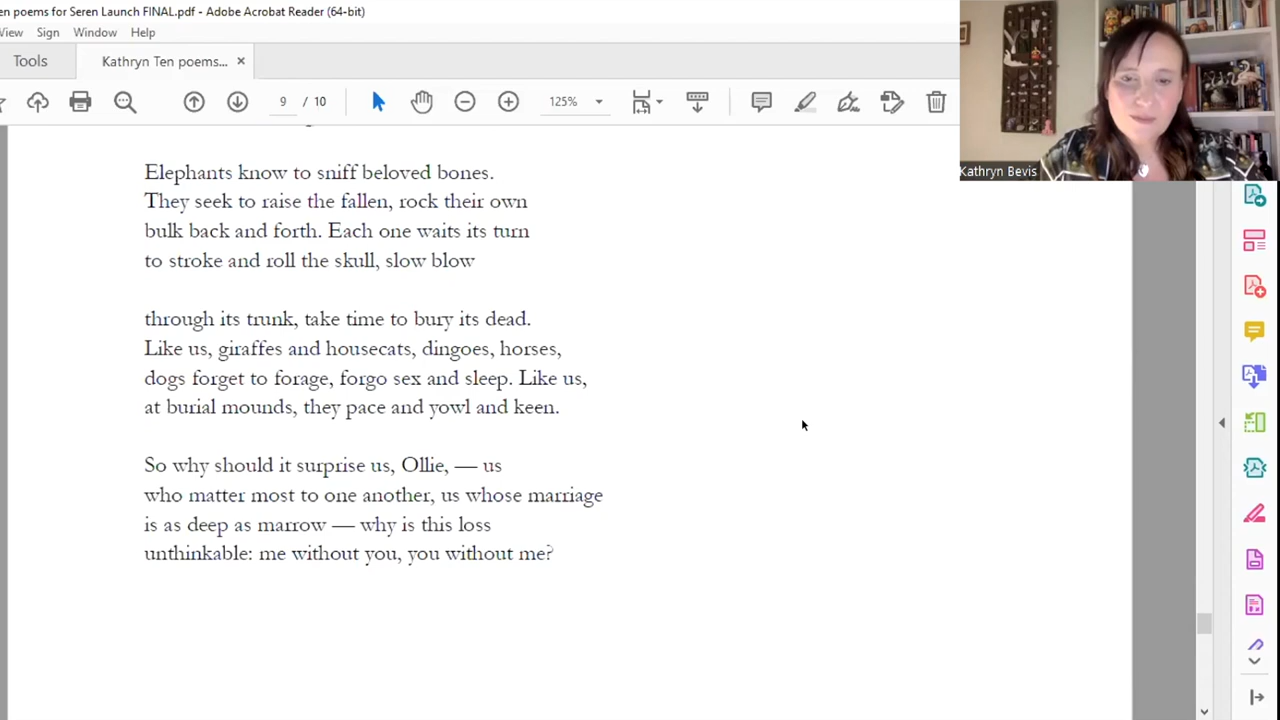 en poems for Seren Launch FINAL.pdf - Adobe Acrobat Reader (64-bit)
View Sign Window Help
Tools
Kathryn Ten poems... ×
9 / 10
125%
Kathryn Bevis
Elephants know to sniff beloved bones.
They seek to raise the fallen, rock their own
bulk back and forth. Each one waits its turn
to stroke and roll the skull, slow blow
through its trunk, take time to bury its dead.
Like us, giraffes and housecats, dingoes, horses,
dogs forget to forage, forgo sex and sleep. Like us,
at burial mounds, they pace and yowl and keen.
So why should it surprise us, Ollie, — us
who matter most to one another, us whose marriage
is as deep as marrow — why is this loss
unthinkable: me without you, you without me?